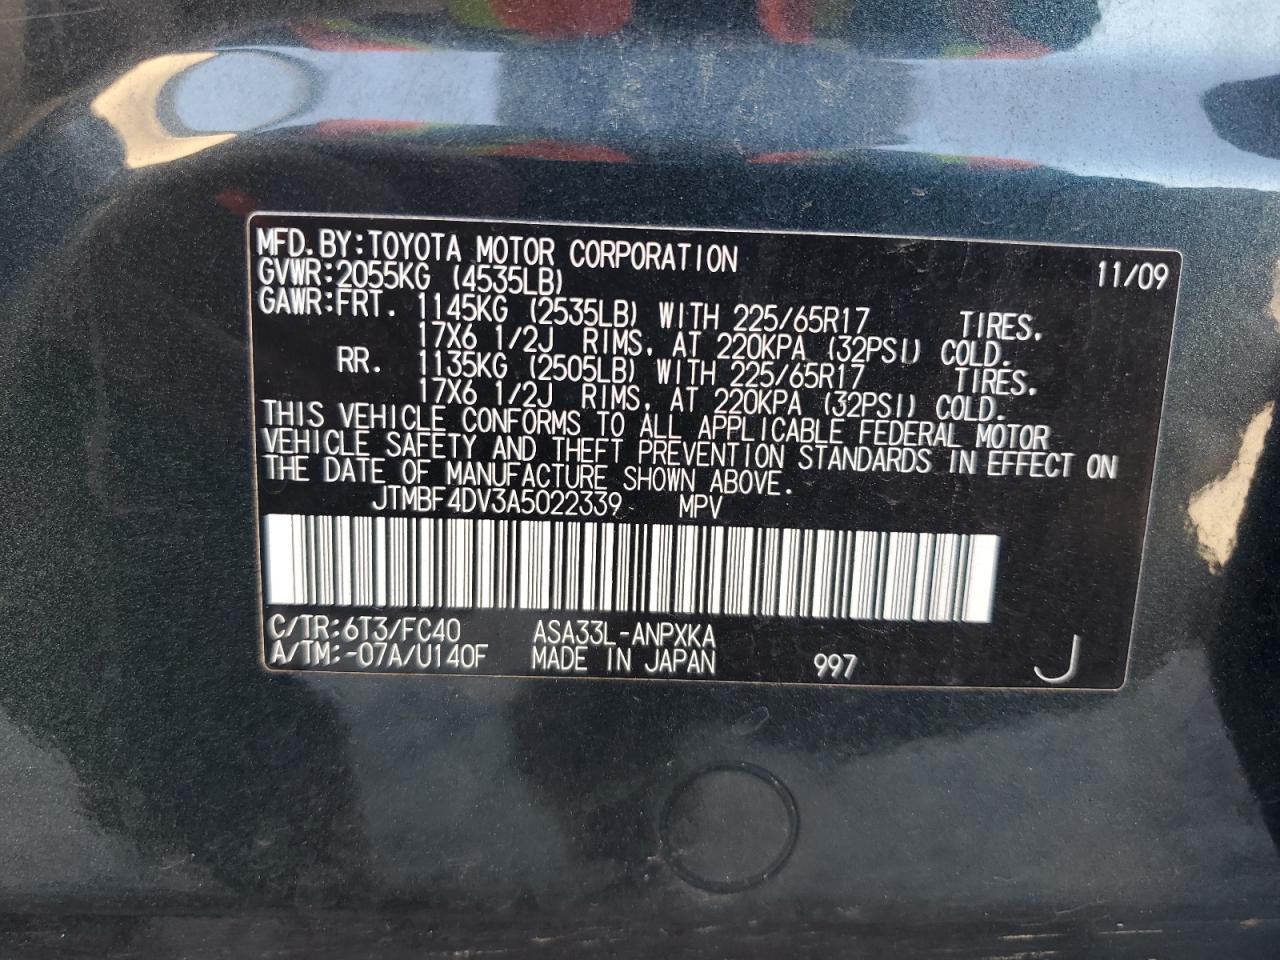 MFD.BY:TOYOTA MOTOR CORPORATION 11/09
GVWR:2055KG (4535LB)
GAWR:FRT. 1145KG (2535LB) WITH 225/65R17 TIRES,
17X6 1/2J RIMS, AT 220KPA (32PSI) COLD.
RR. 1135KG (2505LB) WITH 225/65R17 TIRES,
17X6 1/2J RIMS, AT 220KPA (32PSI) COLD.
THIS VEHICLE CONFORMS TO ALL APPLICABLE FEDERAL MOTOR
VEHICLE SAFETY AND THEFT PREVENTION STANDARDS IN EFFECT ON
THE DATE OF MANUFACTURE SHOWN ABOVE.
JTMBF4DV3A5022339 MPV
C/TR:6T3/FC40 ASA33L-ANPXKA
A/TM:-07A/U140F MADE IN JAPAN 997 J